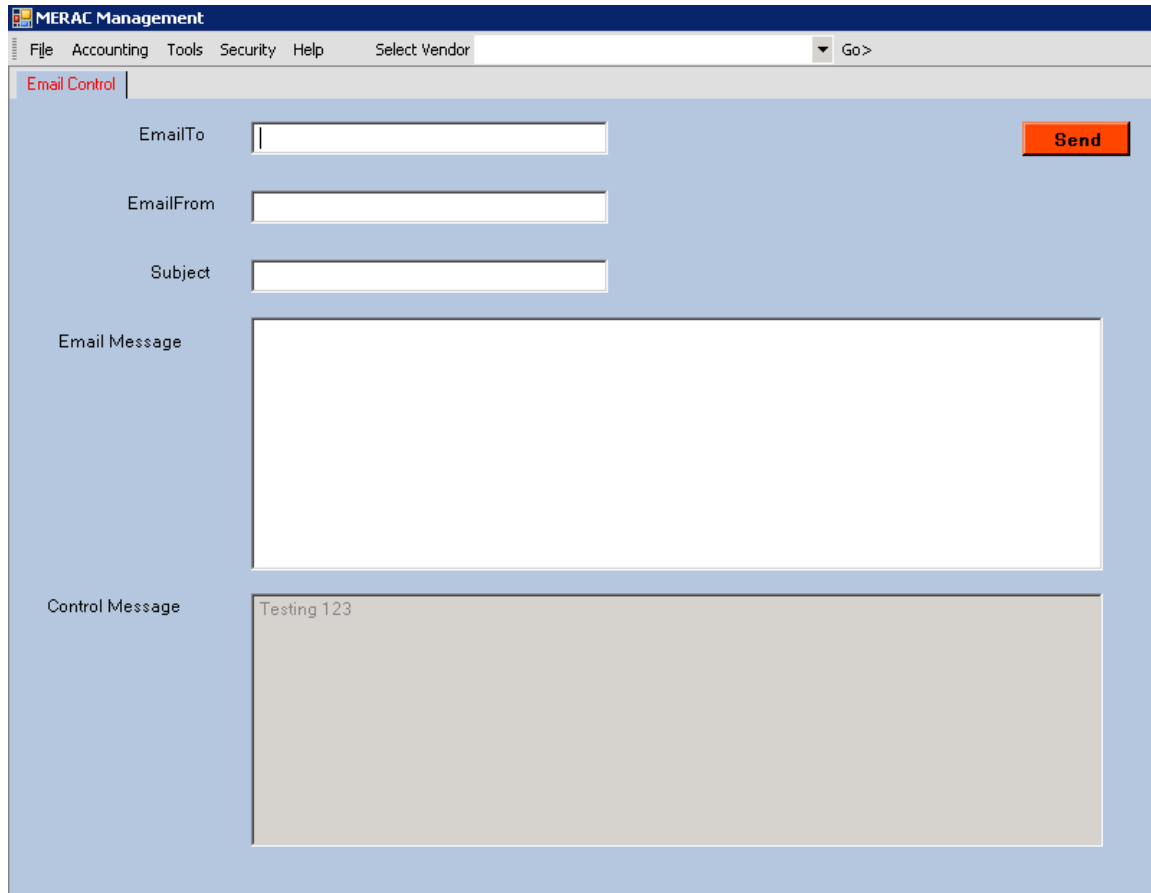 MERAC Management
File Accounting Tools Security Help Select Vendor Go>
Email Control
EmailTo Send
EmailFrom
Subject
Email Message
Control Message Testing 123